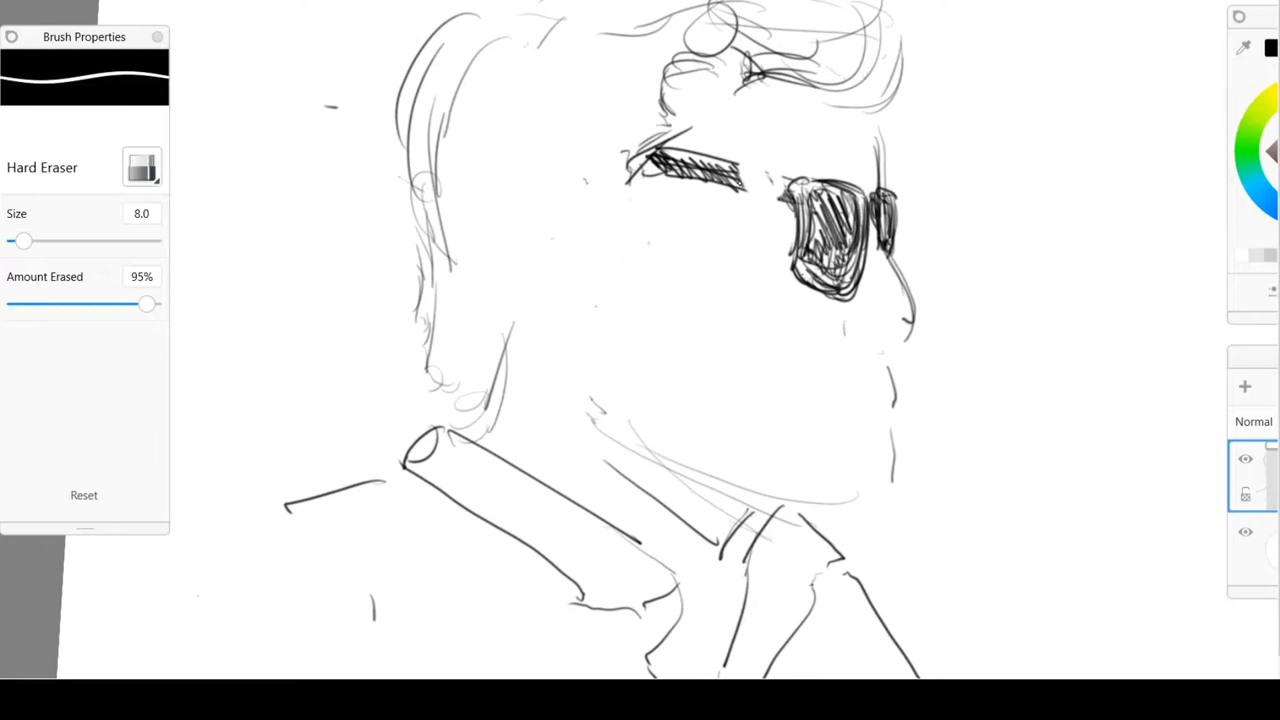 Brush Properties
Hard Eraser
Size 8.0
Amount Erased 95%
Reset
Normal